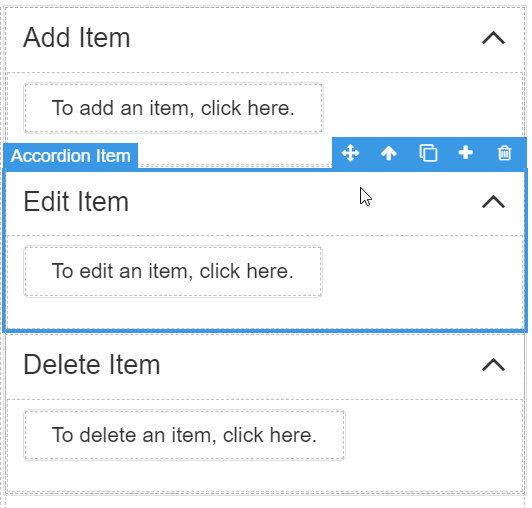 Add Item
To add an item, click here.
Accordion Item
Edit Item
To edit an item, click here.
Delete Item
To delete an item, click here.